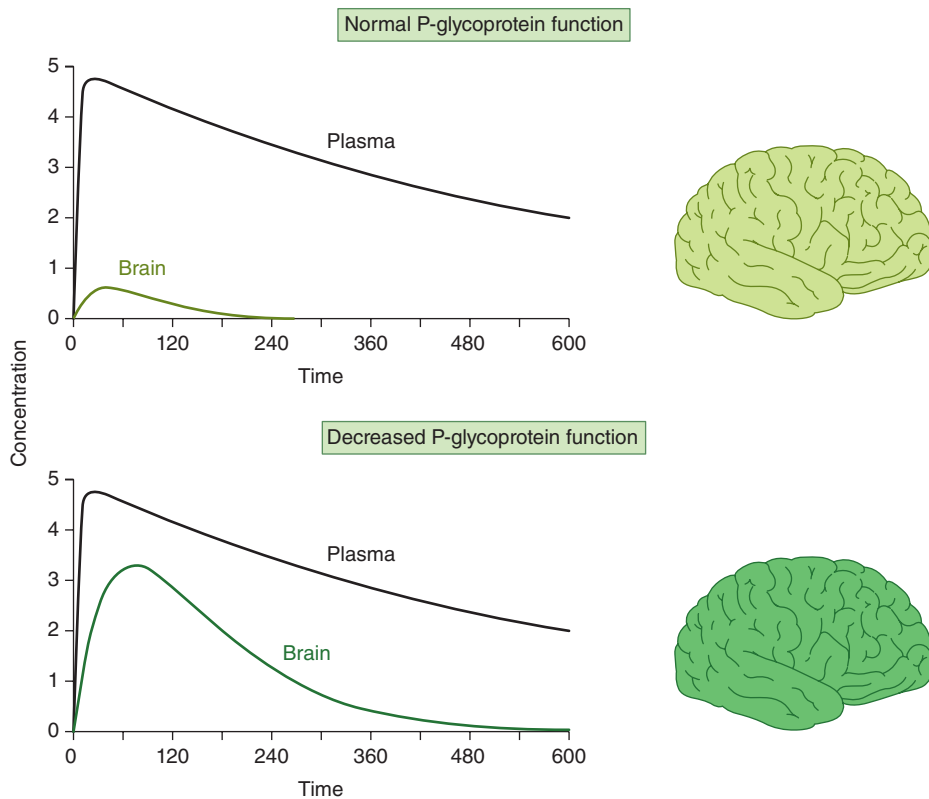 Normal P-glycoprotein function
5
4
3
2
1
0
Plasma
Brain
0 120 240 360 480 600
Time
Concentration
Decreased P-glycoprotein function
5
4
3
2
1
0
Plasma
Brain
0 120 240 360 480 600
Time